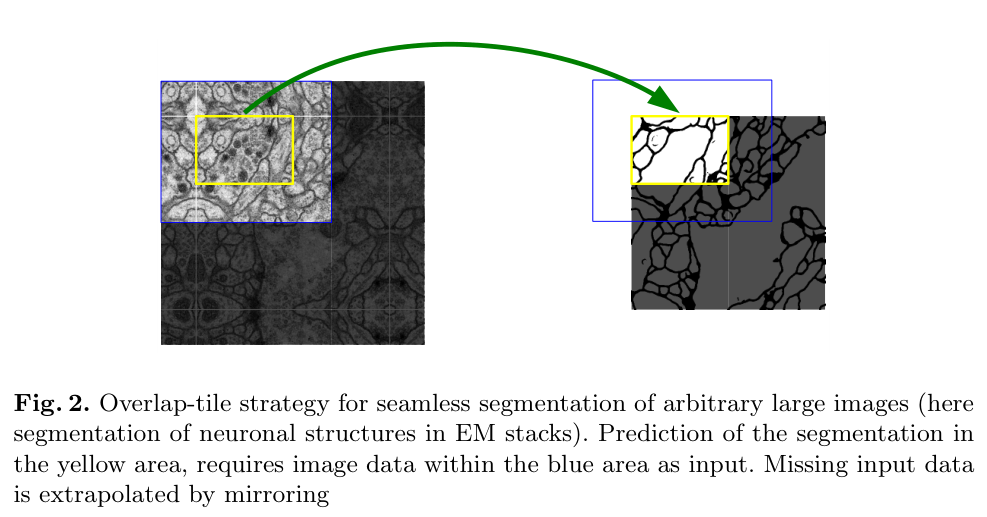 Fig. 2. Overlap-tile strategy for seamless segmentation of arbitrary large images (here
segmentation of neuronal structures in EM stacks). Prediction of the segmentation in
the yellow area, requires image data within the blue area as input. Missing input data
is extrapolated by mirroring